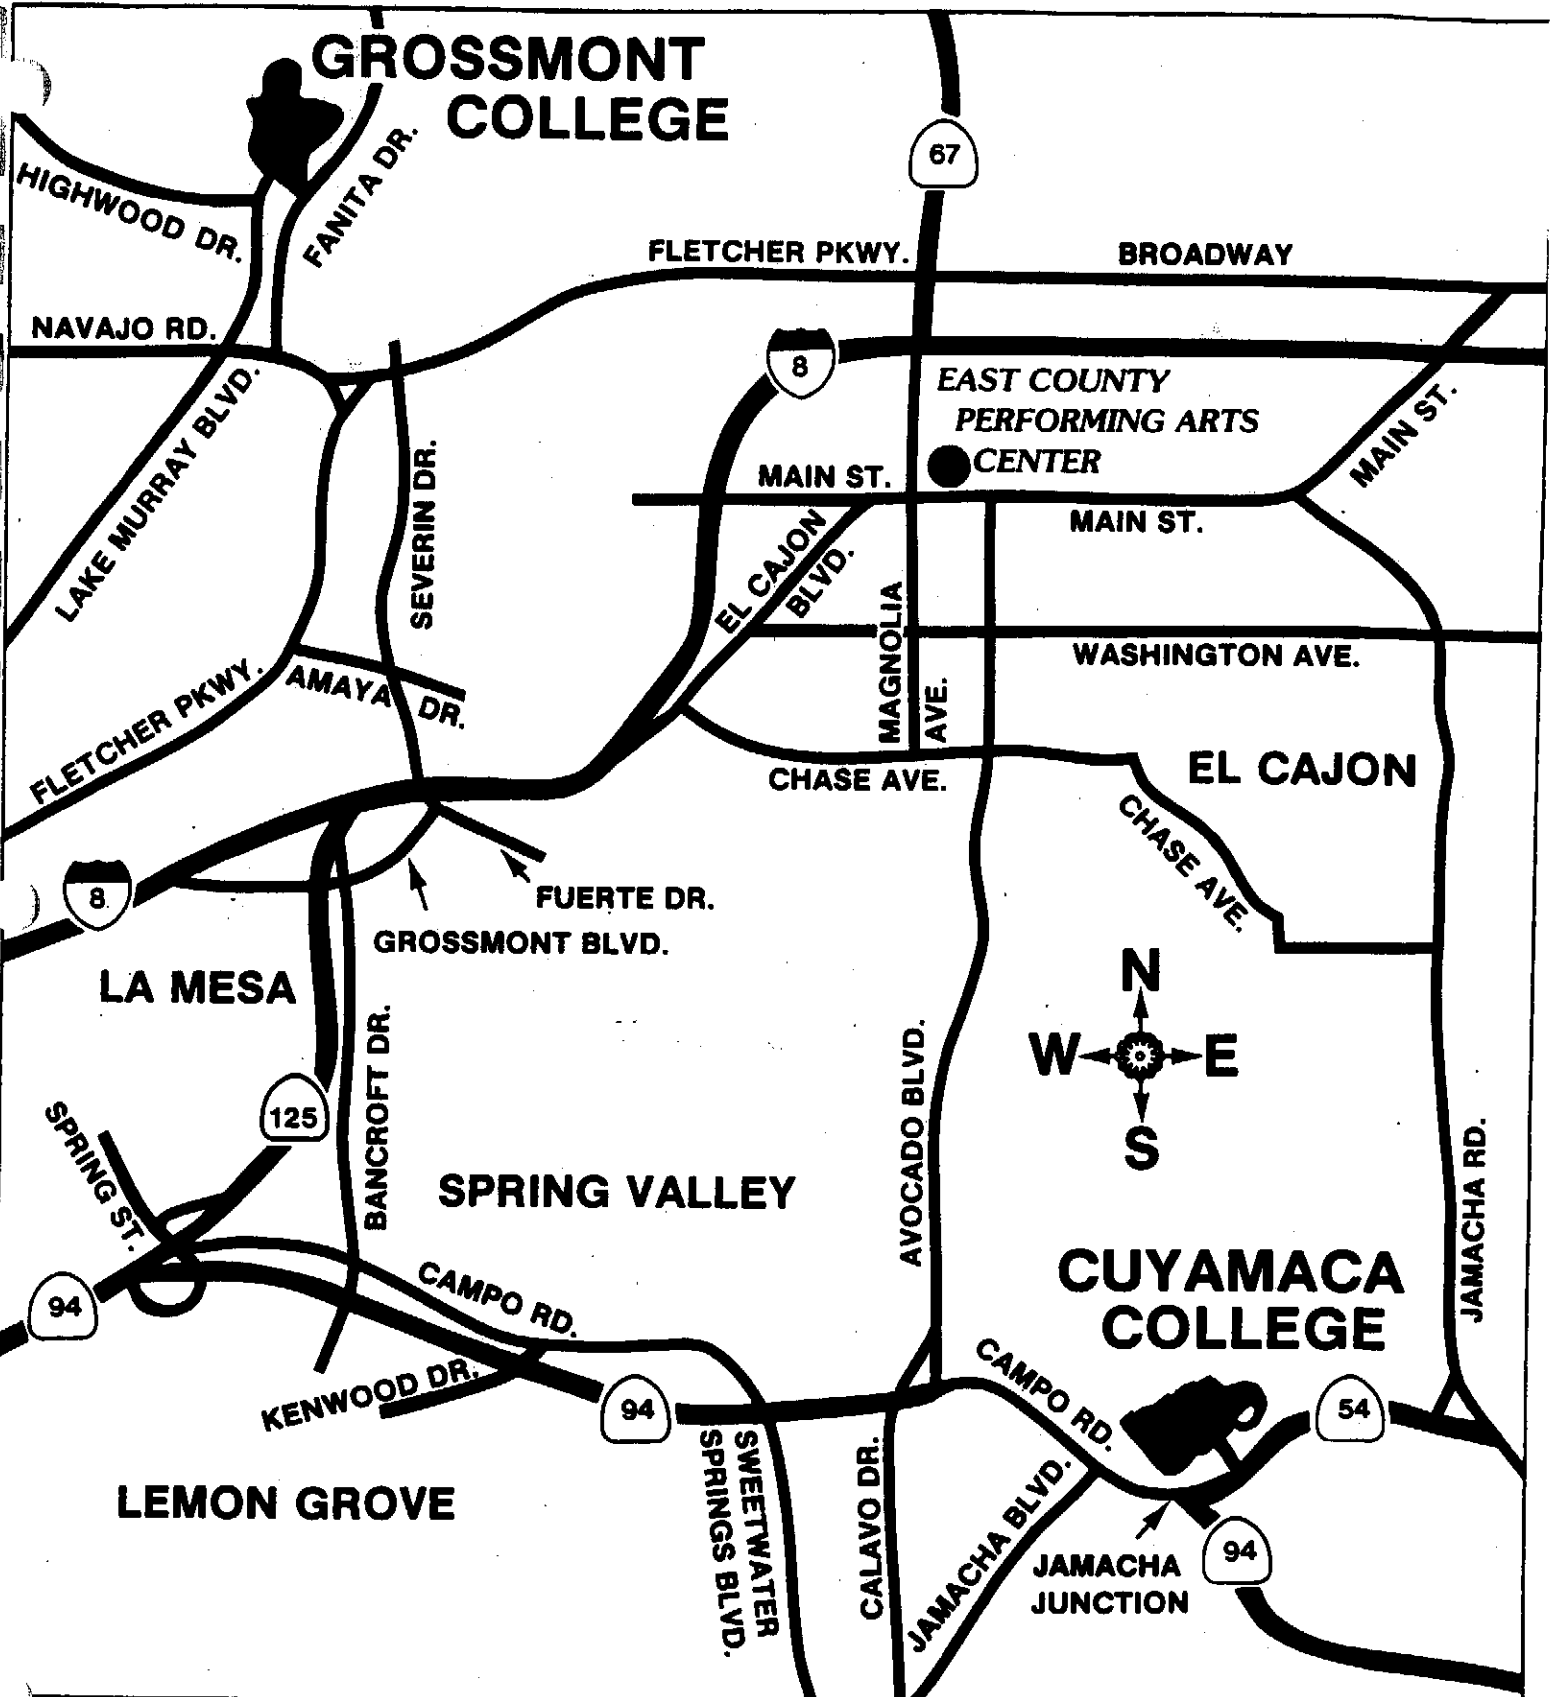 GROSSMONT
COLLEGE
67
HIGHWOOD DR.
FANITA DR.
FLETCHER PKWY.
BROADWAY
NAVAJO RD.
8
EAST COUNTY
PERFORMING ARTS
CENTER
LAKE MURRAY BLVD.
SEVERIN DR.
MAIN ST.
MAIN ST.
MAIN ST.
EL CAJON
BLVD.
MAGNOLIA
AVE.
WASHINGTON AVE.
FLETCHER PKWY.
AMAYA DR.
CHASE AVE.
EL CAJON
CHASE AVE.
8
FUERTE DR.
GROSSMONT BLVD.
LA MESA
N
W E
S
BANCROFT DR.
AVOCADO BLVD.
125
SPRING ST.
SPRING VALLEY
JAMACHA RD.
CUYAMACA
COLLEGE
94
CAMPO RD.
KENWOOD DR.
CAMPO RD.
94
54
SWEETWATER
SPRINGS BLVD.
CALAVO DR.
JAMACHA BLVD.
LEMON GROVE
JAMACHA
JUNCTION
94